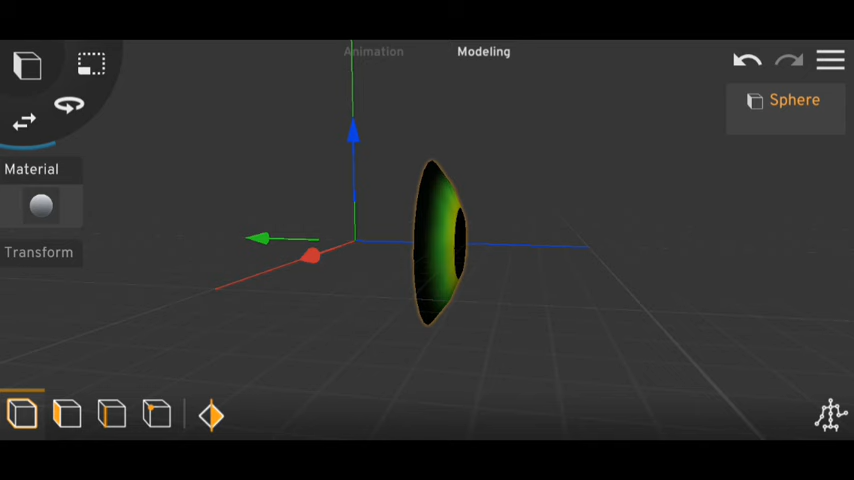 Animation
Modeling
Sphere
Material
Transform